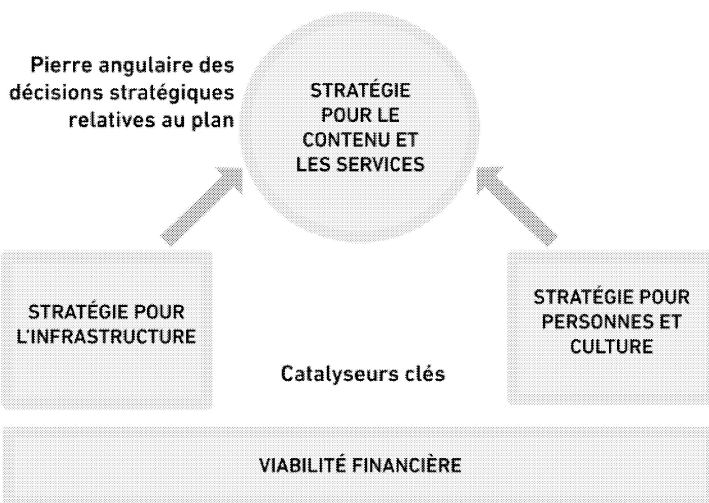 Pierre angulaire des
décisions stratégiques
relatives au plan
STRATÉGIE
POUR LE
CONTENU ET
LES SERVICES
STRATÉGIE POUR
L'INFRASTRUCTURE
STRATÉGIE POUR
PERSONNES ET
CULTURE
Catalyseurs clés
VIABILITÉ FINANCIÈRE